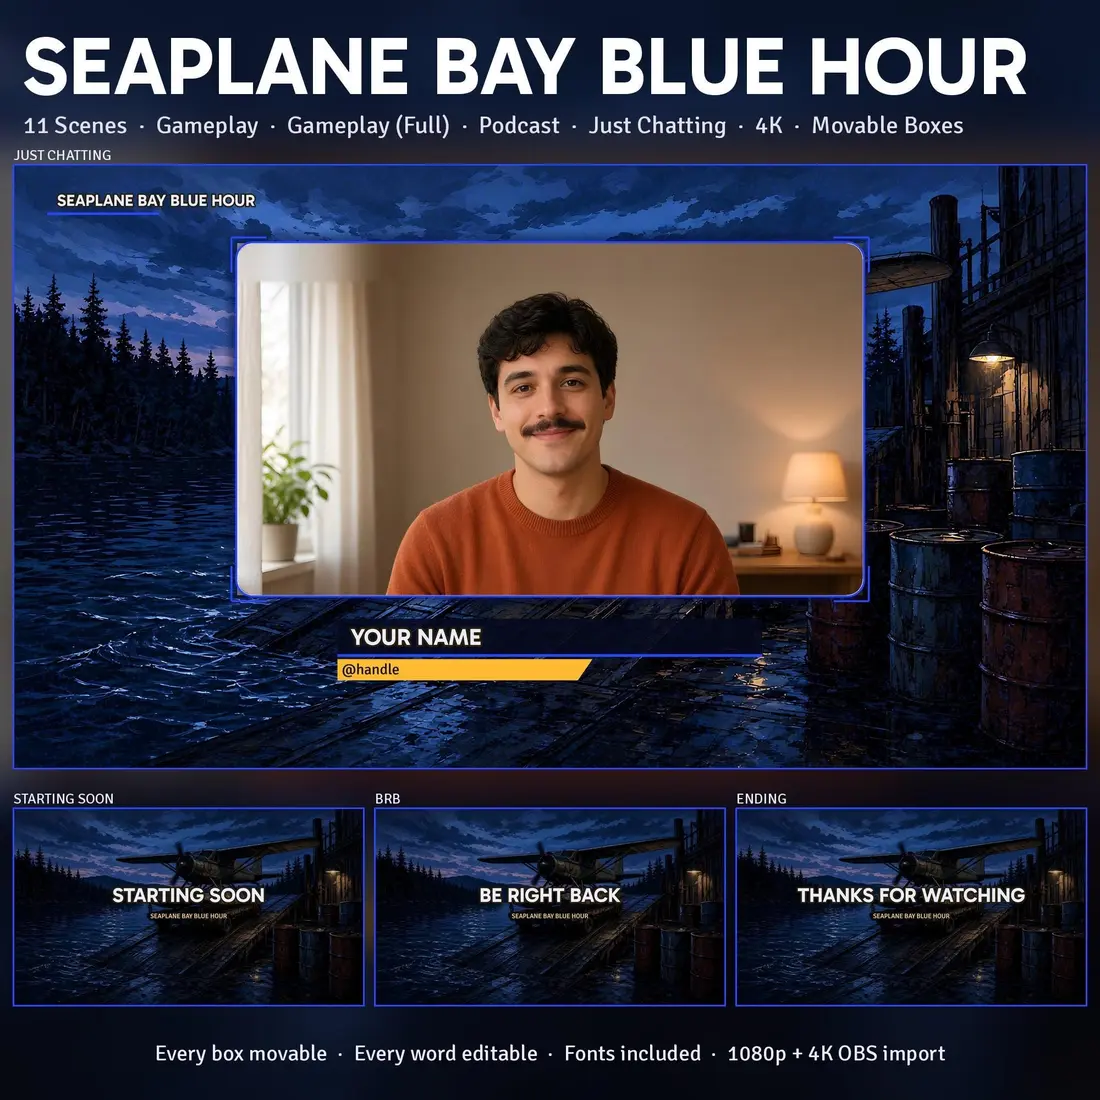 SEAPLANE BAY BLUE HOUR
11 Scenes · Gameplay · Gameplay (Full) · Podcast · Just Chatting · 4K · Movable Boxes
JUST CHATTING
SEAPLANE BAY BLUE HOUR
YOUR NAME
@handle
STARTING SOON
STARTING SOON
SEAPLANE BAY BLUE HOUR
BRB
BE RIGHT BACK
SEAPLANE BAY BLUE HOUR
ENDING
THANKS FOR WATCHING
SEAPLANE BAY BLUE HOUR
Every box movable · Every word editable · Fonts included · 1080p + 4K OBS import